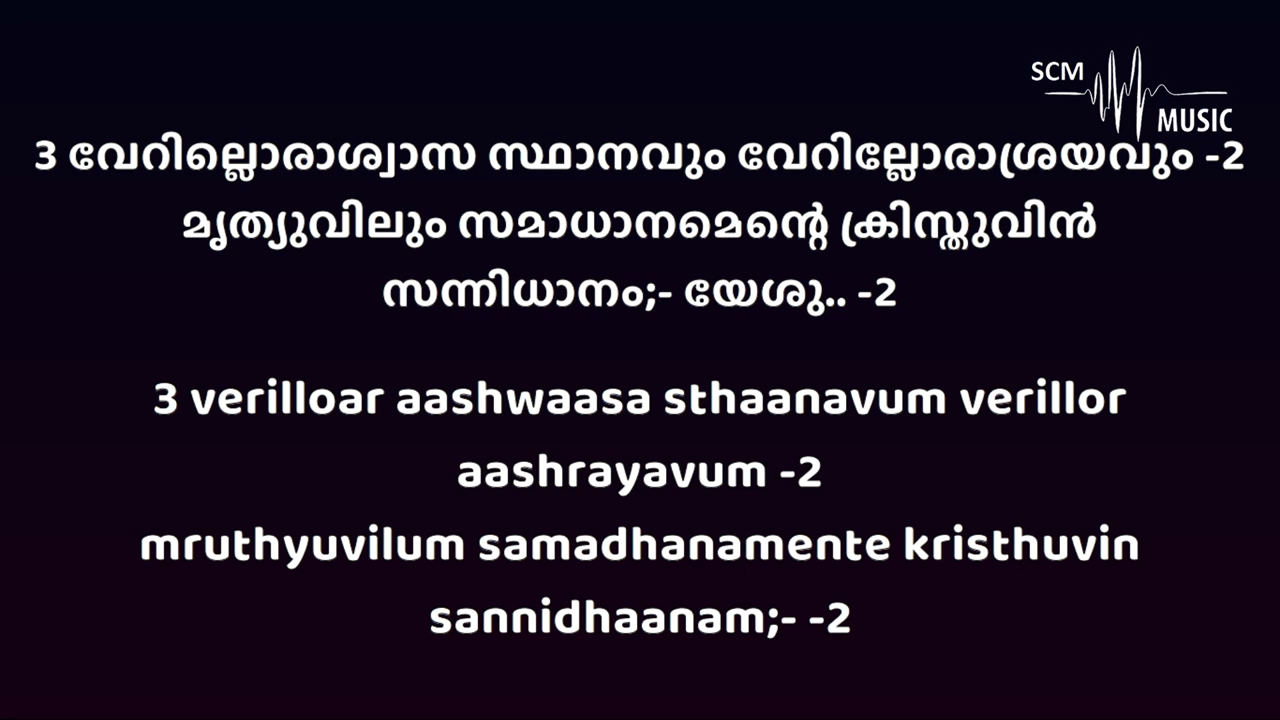 SCM
MUSIC
3 വേറില്ലൊരാശ്വാസ സ്ഥാനവും വേറില്ലോരാശ്രയവും -2
മൃത്യുവിലും സമാധാനമെന്റെ ക്രിസ്തുവിൻ
സന്നിധാനം;- യേശു.. -2
3 verilloar aashwaasa sthaanavum verillor
aashrayavum -2
mruthyuvilum samadhanamente kristhuvin
sannidhaanam;- -2